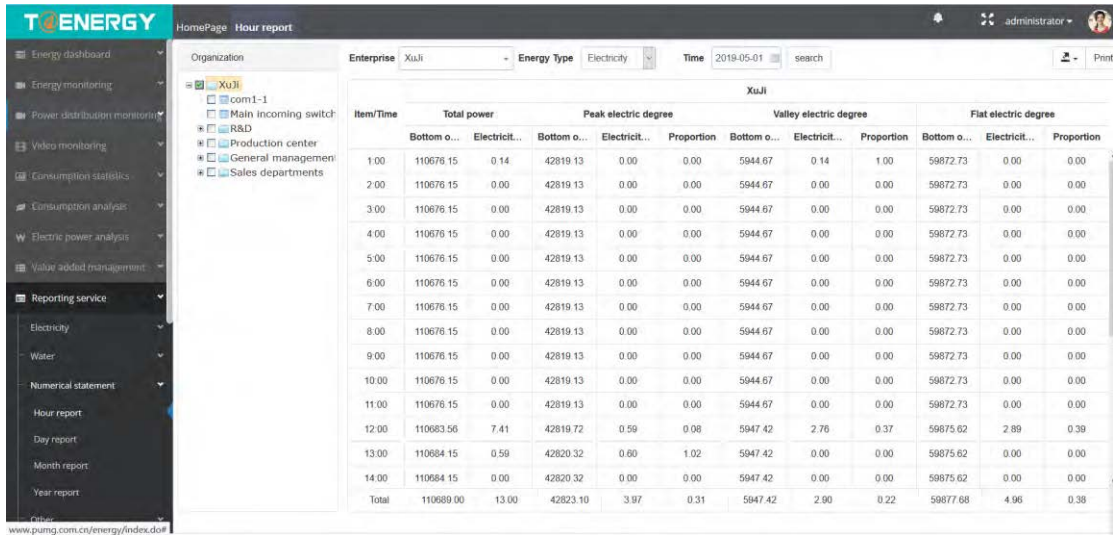 T@ENERGY
HomePage Hour report
administrator
Energy dashboard
Energy monitoring
Power distribution monitoring
Video monitoring
Consumption statistics
Consumption analysis
Electric power analysis
Value added management
Reporting service
Electricity
Water
Numerical statement
Hour report
Day report
Month report
Year report
Other
www.pumg.com.cn/energy/index.do#
Organization
XuJi
com1-1
Main incoming switch
R&D
Production center
General managemen
Sales departments
Enterprise XuJi Energy Type Electricity Time 2019-05-01 search Print
XuJi
Item/Time Total power Peak electric degree Valley electric degree Flat electric degree
Bottom o... Electricit... Bottom o... Electricit... Proportion Bottom o... Electricit... Proportion Bottom o... Electricit... Proportion
1:00 110676.15 0.14 42819.13 0.00 0.00 5944.67 0.14 1.00 59872.73 0.00 0.00
2:00 110676.15 0.00 42819.13 0.00 0.00 5944.67 0.00 0.00 59872.73 0.00 0.00
3:00 110676.15 0.00 42819.13 0.00 0.00 5944.67 0.00 0.00 59872.73 0.00 0.00
4:00 110676.15 0.00 42819.13 0.00 0.00 5944.67 0.00 0.00 59872.73 0.00 0.00
5:00 110676.15 0.00 42819.13 0.00 0.00 5944.67 0.00 0.00 59872.73 0.00 0.00
6:00 110676.15 0.00 42819.13 0.00 0.00 5944.67 0.00 0.00 59872.73 0.00 0.00
7:00 110676.15 0.00 42819.13 0.00 0.00 5944.67 0.00 0.00 59872.73 0.00 0.00
8:00 110676.15 0.00 42819.13 0.00 0.00 5944.67 0.00 0.00 59872.73 0.00 0.00
9:00 110676.15 0.00 42819.13 0.00 0.00 5944.67 0.00 0.00 59872.73 0.00 0.00
10:00 110676.15 0.00 42819.13 0.00 0.00 5944.67 0.00 0.00 59872.73 0.00 0.00
11:00 110676.15 0.00 42819.13 0.00 0.00 5944.67 0.00 0.00 59872.73 0.00 0.00
12:00 110683.56 7.41 42819.72 0.59 0.08 5947.42 2.76 0.37 59875.62 2.89 0.39
13:00 110684.15 0.59 42820.32 0.60 1.02 5947.42 0.00 0.00 59875.62 0.00 0.00
14:00 110684.15 0.00 42820.32 0.00 0.00 5947.42 0.00 0.00 59875.62 0.00 0.00
Total 110689.00 13.00 42823.10 3.97 0.31 5947.42 2.90 0.22 59877.68 4.96 0.38